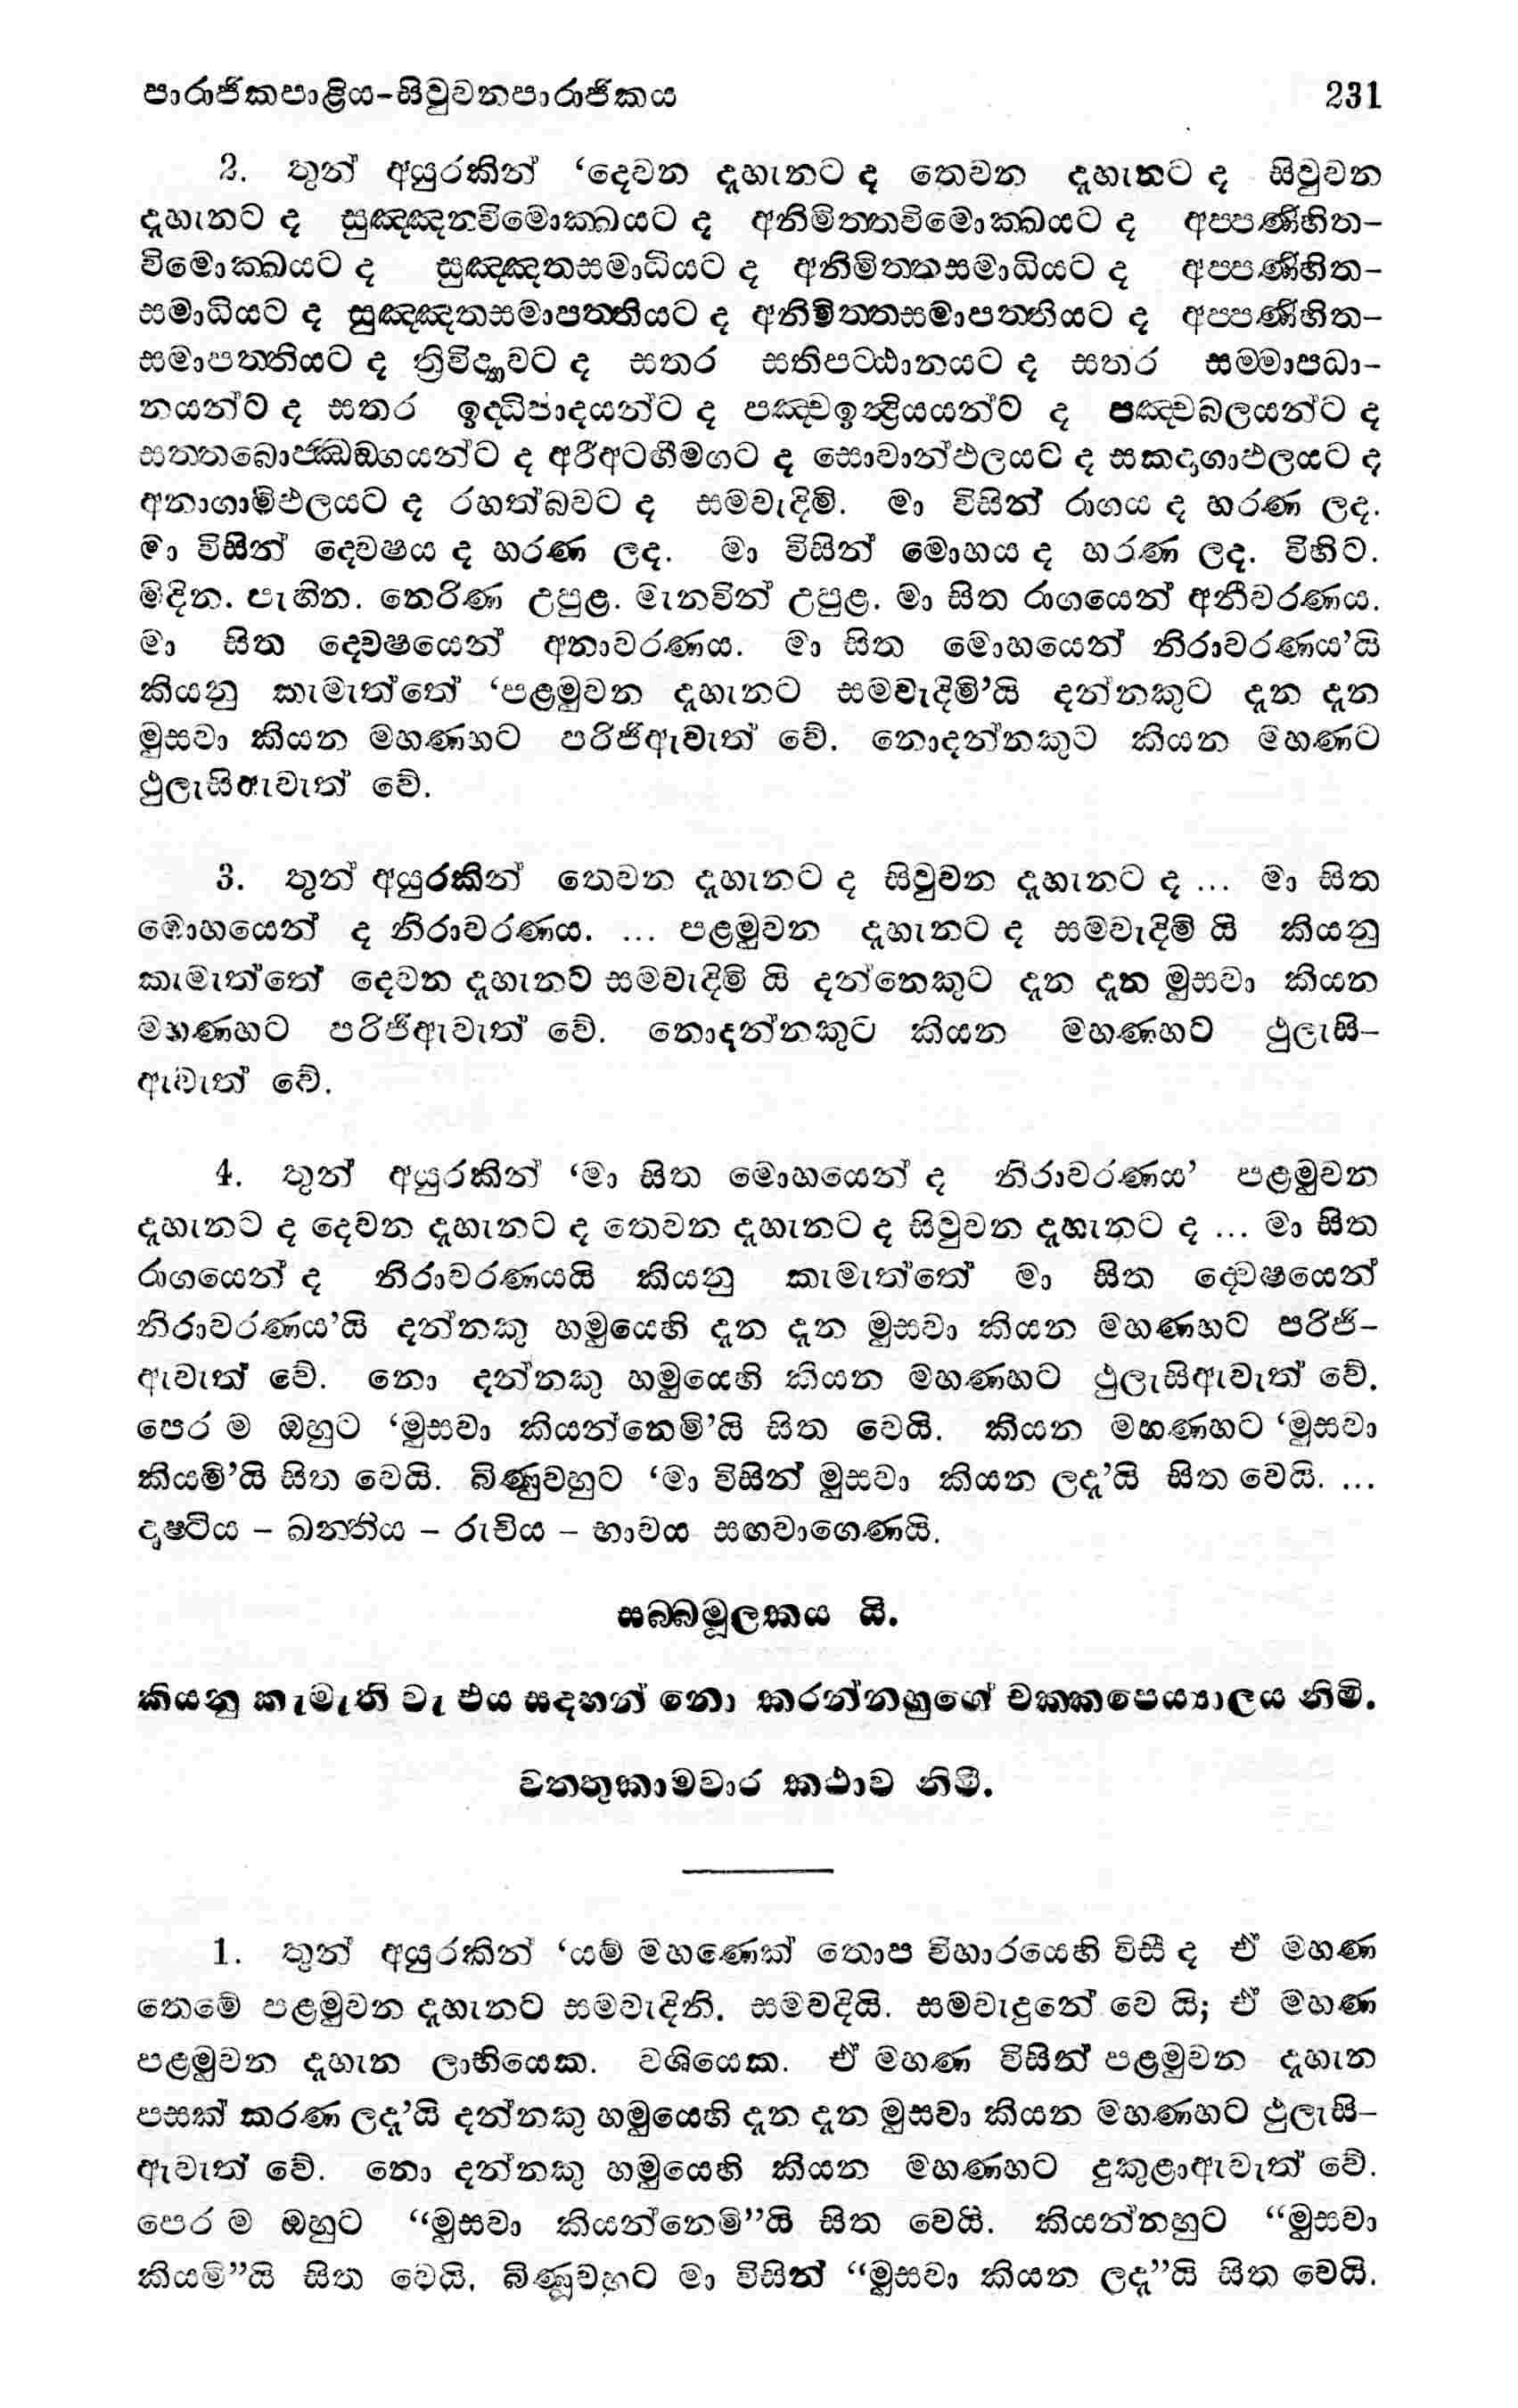 පාරාජිකපාළිය-සිවුවනපාරාජිකය 231
2. තුන් අයුරකින් ‘දෙවන දැහැනට ද තෙවන දැහැනට ද සිවුවන
දැහැනට ද සුඤ්ඤතවිමොක්ඛයට ද අනිමිත්තවිමොක්ඛයට ද අප්පණිහිත-
විමොක්ඛයට ද සුඤ්ඤතසමාධියට ද අනිමිත්තසමාධියට ද අප්පණිහිත-
සමාධියට ද සුඤ්ඤතසමාපත්තියට ද අනිමිත්තසමාපත්තියට ද අප්පණිහිත-
සමාපත්තියට ද ත්‍රිවිද්‍යාවට ද සතර සතිපට්ඨානයට ද සතර සම්මාපධා-
නයන්ට ද සතර ඉද්ධිපාදයන්ට ද පඤ්චඉන්‍ද්‍රියයන්ට ද පඤ්චබලයන්ට ද
සත්තබොජ්ඣඞ්ගයන්ට ද අරීඅටඟිමගට ද සොවාන්ඵලයට ද සකදාගාඵලයට ද
අනාගාමිඵලයට ද රහත්බවට ද සමවැදිමි. මා විසින් රාගය ද හරණ ලද.
මා විසින් ද්වෙෂය ද හරණ ලද. මා විසින් මොහය ද හරණ ලද. විහිට.
මිදින. පැහින. තෙරිණ උපුළ. මැනවින් උපුළ. මා සිත රාගයෙන් අනීවරණය.
මා සිත ද්වෙෂයෙන් අනාවරණය. මා සිත මොහයෙන් නිරාවරණය’යි
කියනු කැමැත්තේ ‘පළමුවන දැහැනට සමවැදිමි’යි දන්නකුට දැන දැන
මුසවා කියන මහණහට පරිජිඇවැත් වේ. නොදන්නකුට කියන මහණට
ථුලැසිඇවැත් වේ.
3. තුන් අයුරකින් තෙවන දැහැනට ද සිවුවන දැහැනට ද ... මා සිත
මොහයෙන් ද නිරාවරණය. ... පළමුවන දැහැනට ද සමවැදිමි යි කියනු
කැමැත්තේ දෙවන දැහැනට සමවැදිමි යි දන්නෙකුට දැන දැන මුසවා කියන
මහණහට පරිජිඇවැත් වේ. නොදන්නකුට කියන මහණහට ථුලැසි-
ඇවැත් වේ.
4. තුන් අයුරකින් ‘මා සිත මොහයෙන් ද නිරාවරණය’ පළමුවන
දැහැනට ද දෙවන දැහැනට ද තෙවන දැහැනට ද සිවුවන දැහැනට ද ... මා සිත
රාගයෙන් ද නිරාවරණයයි කියනු කැමැත්තේ මා සිත ද්වෙෂයෙන්
නිරාවරණය’යි දන්නකු හමුයෙහි දැන දැන මුසවා කියන මහණහට පරිජි-
ඇවැත් වේ. නො දන්නකු හමුයෙහි කියන මහණහට ථුලැසිඇවැත් වේ.
පෙර ම ඔහුට ‘මුසවා කියන්නෙමි’යි සිත වෙයි. කියන මහණහට ‘මුසවා
කියමි’යි සිත වෙයි. බිණුවහුට ‘මා විසින් මුසවා කියන ලදැ’යි සිත වෙයි. ...
දෘෂ්ටිය – ඛන්තිය – රුචිය – භාවය සඟවාගෙණයි.
සබ්බමූලකය යි.
කියනු කැමැති වැ එය සදහන් නො කරන්නහුගේ චක්කපෙය්‍යාලය නිමි.
වත්තුකාමවාර කථාව නිමි.
1. තුන් අයුරකින් ‘යම් මහණෙක් තොප විහාරයෙහි විසී ද ඒ මහණ
තෙමේ පළමුවන දැහැනට සමවැදිනි. සමවදියි. සමවැදුනේ වෙ යි; ඒ මහණ
පළමුවන දැහැන ලාභියෙක. වශියෙක. ඒ මහණ විසින් පළමුවන දැහැන
පසක් කරණ ලදැ’යි දන්නකු හමුයෙහි දැන දැන මුසවා කියන මහණහට ථුලැසි-
ඇවැත් වේ. නො දන්නකු හමුයෙහි කියන මහණහට දුකුළාඇවැත් වේ.
පෙර ම ඔහුට “මුසවා කියන්නෙමි”යි සිත වෙයි. කියන්නහුට “මුසවා
කියමි”යි සිත වෙයි. බිණුවහුට මා විසින් “මුසවා කියන ලදැ”යි සිත වෙයි.